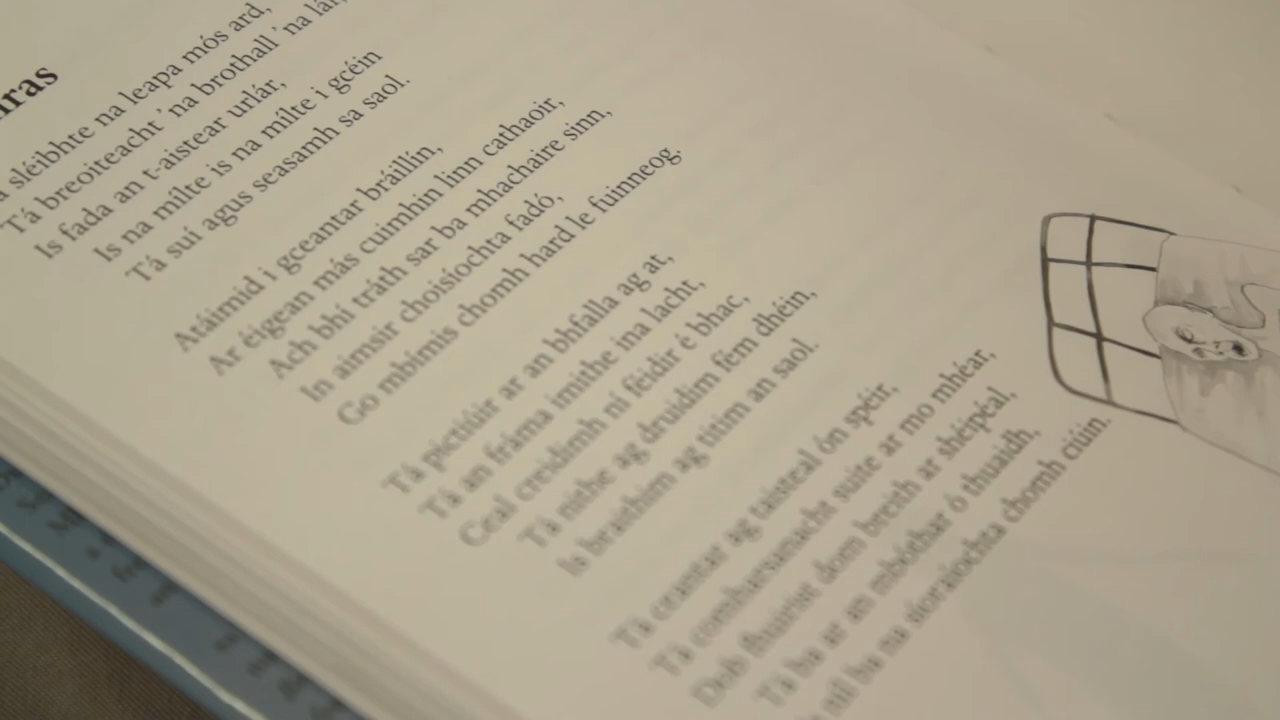 sléibhte na leapa mós ard,
Tá breoiteacht 'na brothall 'na lár,
Is fada an t-aistear urlár,
Is na mílte is na mílte i gcéin
Tá suí agus seasamh sa saol.
Atáimid i gceantar bráillín,
Ar éigean más cuimhin linn cathaoir,
Ach bhí tráth sar ba mhachaire sinn,
In aimsir choisíochta fadó,
Go mbímis chomh hard le fuinneog.
Tá pictiúir ar an bhfalla ag at,
Tá an fráma imithe ina lacht,
Ceal creidimh ní féidir é bhac,
Tá nithe ag druidim fém dhéin,
Is braithim ag titim an saol.
Tá ceantar ag taisteal ón spéir,
Tá comharsanacht suite ar mo mhéar,
Dob fhuirist dom breith ar shéipéal,
Tá ba ar an mbóthar ó thuaidh,
níl ba na síoraíochta chomh ciúin.